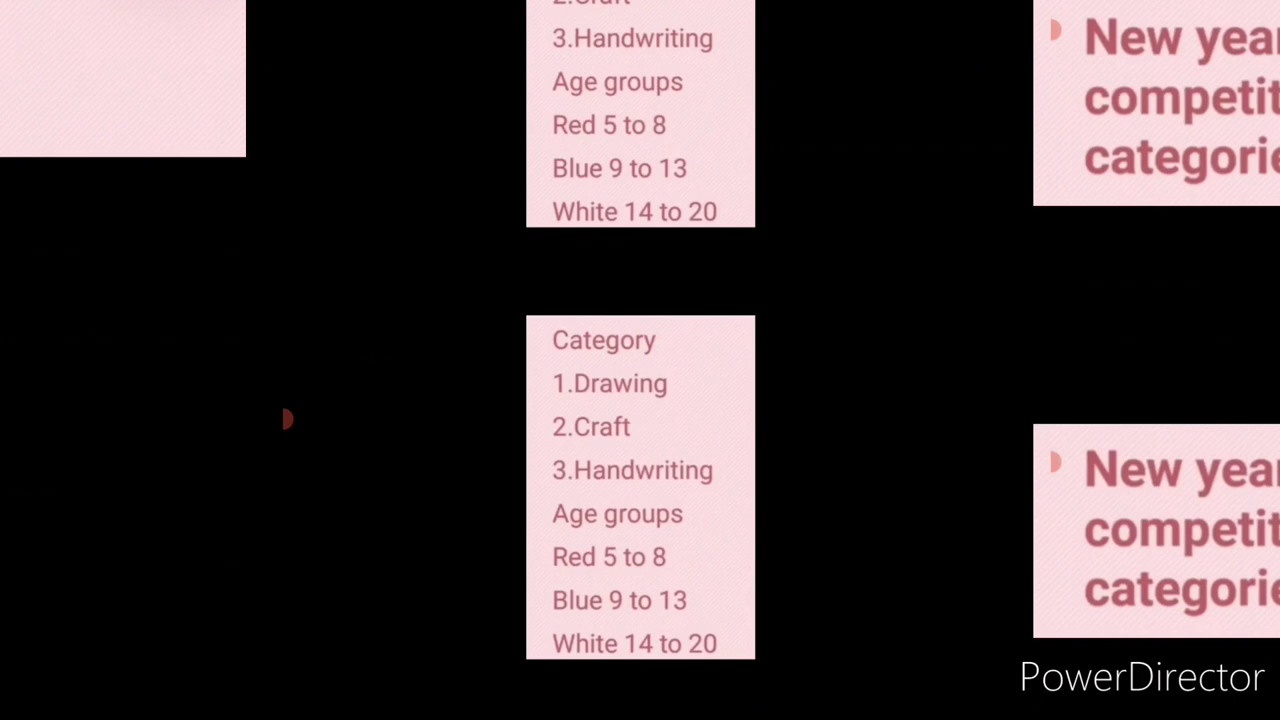 2.Craft
3.Handwriting
Age groups
Red 5 to 8
Blue 9 to 13
White 14 to 20
Category
1.Drawing
2.Craft
3.Handwriting
Age groups
Red 5 to 8
Blue 9 to 13
White 14 to 20
New year
competit
categorie
New year
competit
categorie
PowerDirector